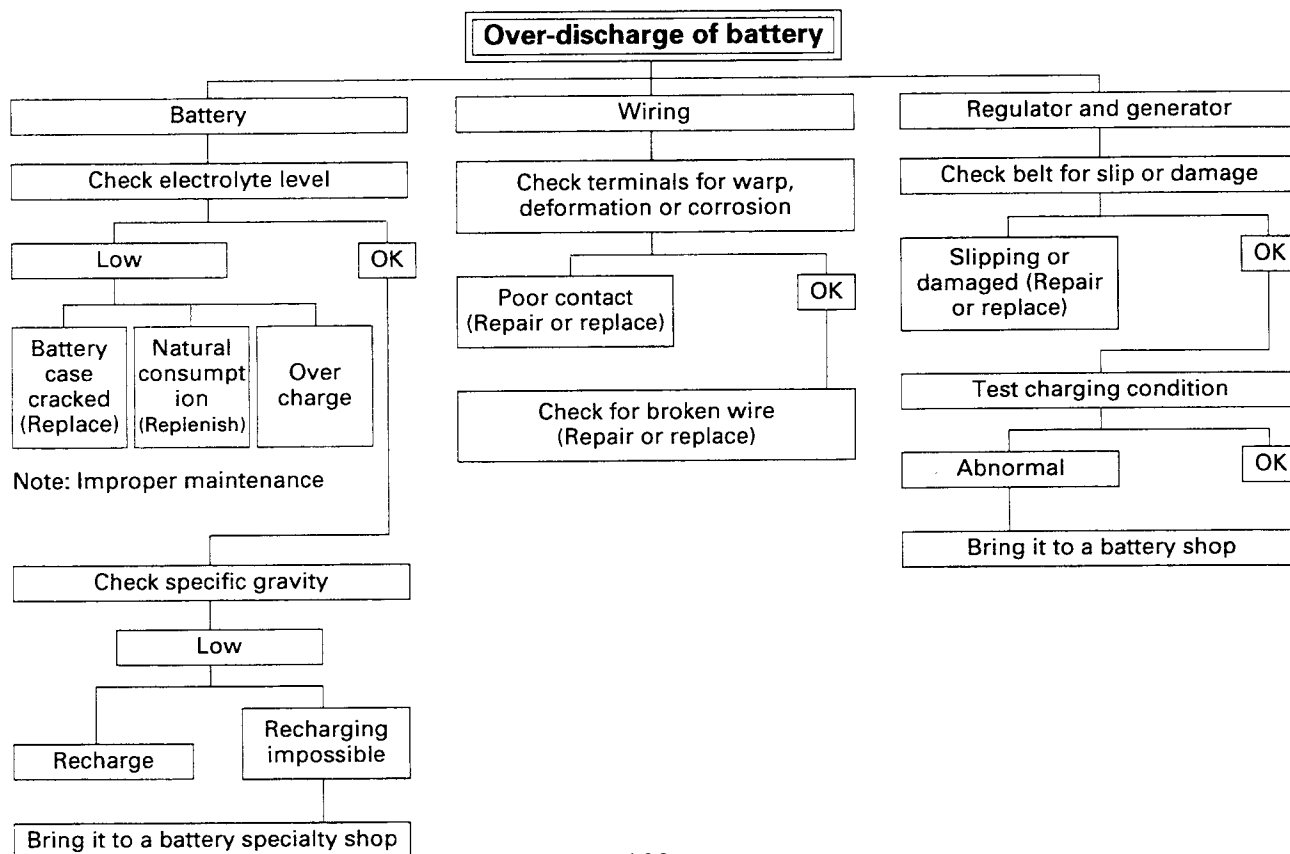 Over-discharge of battery
Battery
Check electrolyte level
Low
OK
Battery
case
cracked
(Replace)
Natural
consumpt
ion
(Replenish)
Over
charge
Note: Improper maintenance
Check specific gravity
Low
Recharge
Recharging
impossible
Bring it to a battery specialty shop
Wiring
Check terminals for warp,
deformation or corrosion
Poor contact
(Repair or replace)
OK
Check for broken wire
(Repair or replace)
Regulator and generator
Check belt for slip or damage
Slipping or
damaged (Repair
or replace)
OK
Test charging condition
Abnormal
OK
Bring it to a battery shop